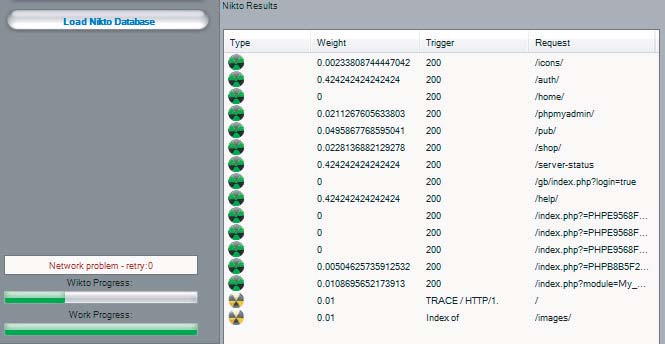 Load Nikto Database
Nikto Results
Type Weight Trigger Request
0.00233808744447042 200 /icons/
0.424242424242424 200 /auth/
0 200 /home/
0.0211267605633803 200 /phpmyadmin/
0.0495867768595041 200 /pub/
0.0228136882129278 200 /shop/
0.424242424242424 200 /server-status
0 200 /gb/index.php?login=true
0.424242424242424 200 /help/
0 200 /index.php?=PHPE9568F...
0 200 /index.php?=PHPE9568F...
0 200 /index.php?=PHPE9568F...
0.00504625735912532 200 /index.php?=PHPB8B5F2...
0.0108695652173913 200 /index.php?module=My_...
0.01 TRACE / HTTP/1. /
0.01 Index of /images/
Network problem - retry:0
Wikto Progress:
Work Progress: